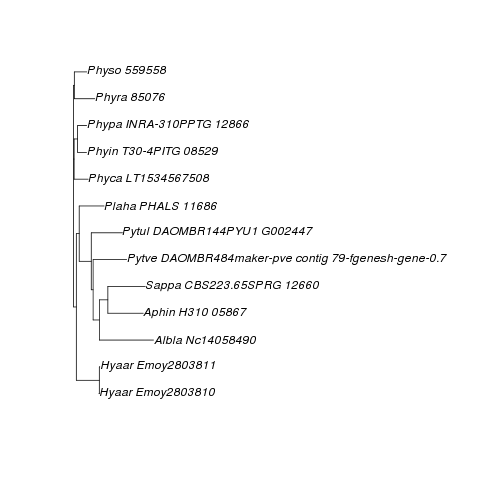 Physo 559558
Phyra 85076
Phypa INRA-310PPTG 12866
Phyin T30-4PITG 08529
Phyca LT1534567508
Plaha PHALS 11686
Pytul DAOMBR144PYU1 G002447
Pytve DAOMBR484maker-pve contig 79-fgenesh-gene-0.7
Sappa CBS223.65SPRG 12660
Aphin H310 05867
Albla Nc14058490
Hyaar Emoy2803811
Hyaar Emoy2803810